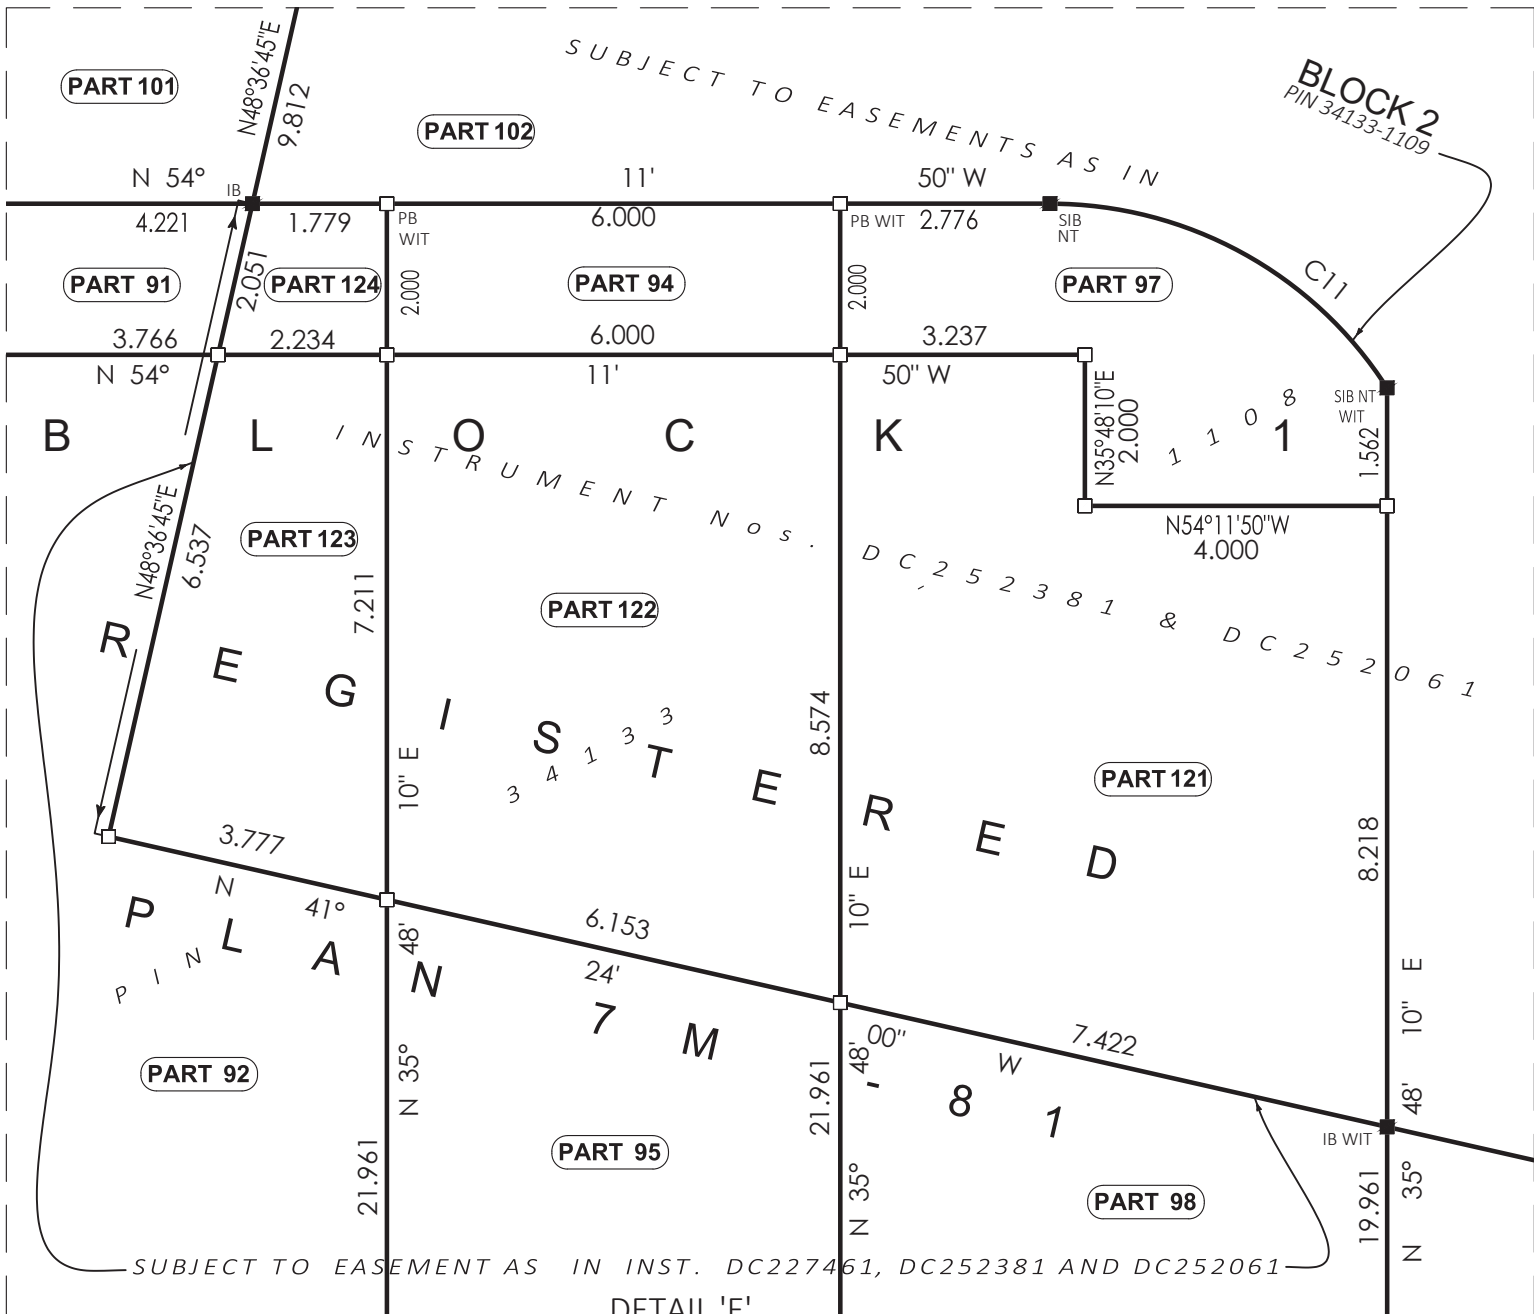 PART 101
N48°36'45"E
9.812
SUBJECT TO EASEMENTS AS IN
BLOCK 2
PIN 34133-1109
PART 102
N 54° 11' 50" W
IB
4.221
1.779
PB WIT
6.000
PB WIT
2.776
SIB NT
C11
PART 91
2.051
PART 124
2.000
PART 94
2.000
PART 97
3.766
2.234
6.000
3.237
N 54° 11' 50" W
N35°48'10"E
2.000
SIB NT WIT
1.562
B L O C K 1
INSTRUMENT Nos. DC252381 & DC252061
1108
N54°11'50"W
4.000
N48°36'45"E
6.537
PART 123
7.211
PART 122
8.574
PART 121
8.218
REGISTERED
34133
10" E
10" E
10" E
3.777
6.153
7.422
N 41° 24' 00" W
48'
48'
48'
PLAN 7M-81
PIN
N 35°
N 35°
N 35°
PART 92
21.961
PART 95
21.961
PART 98
IB WIT
19.961
SUBJECT TO EASEMENT AS IN INST. DC227461, DC252381 AND DC252061